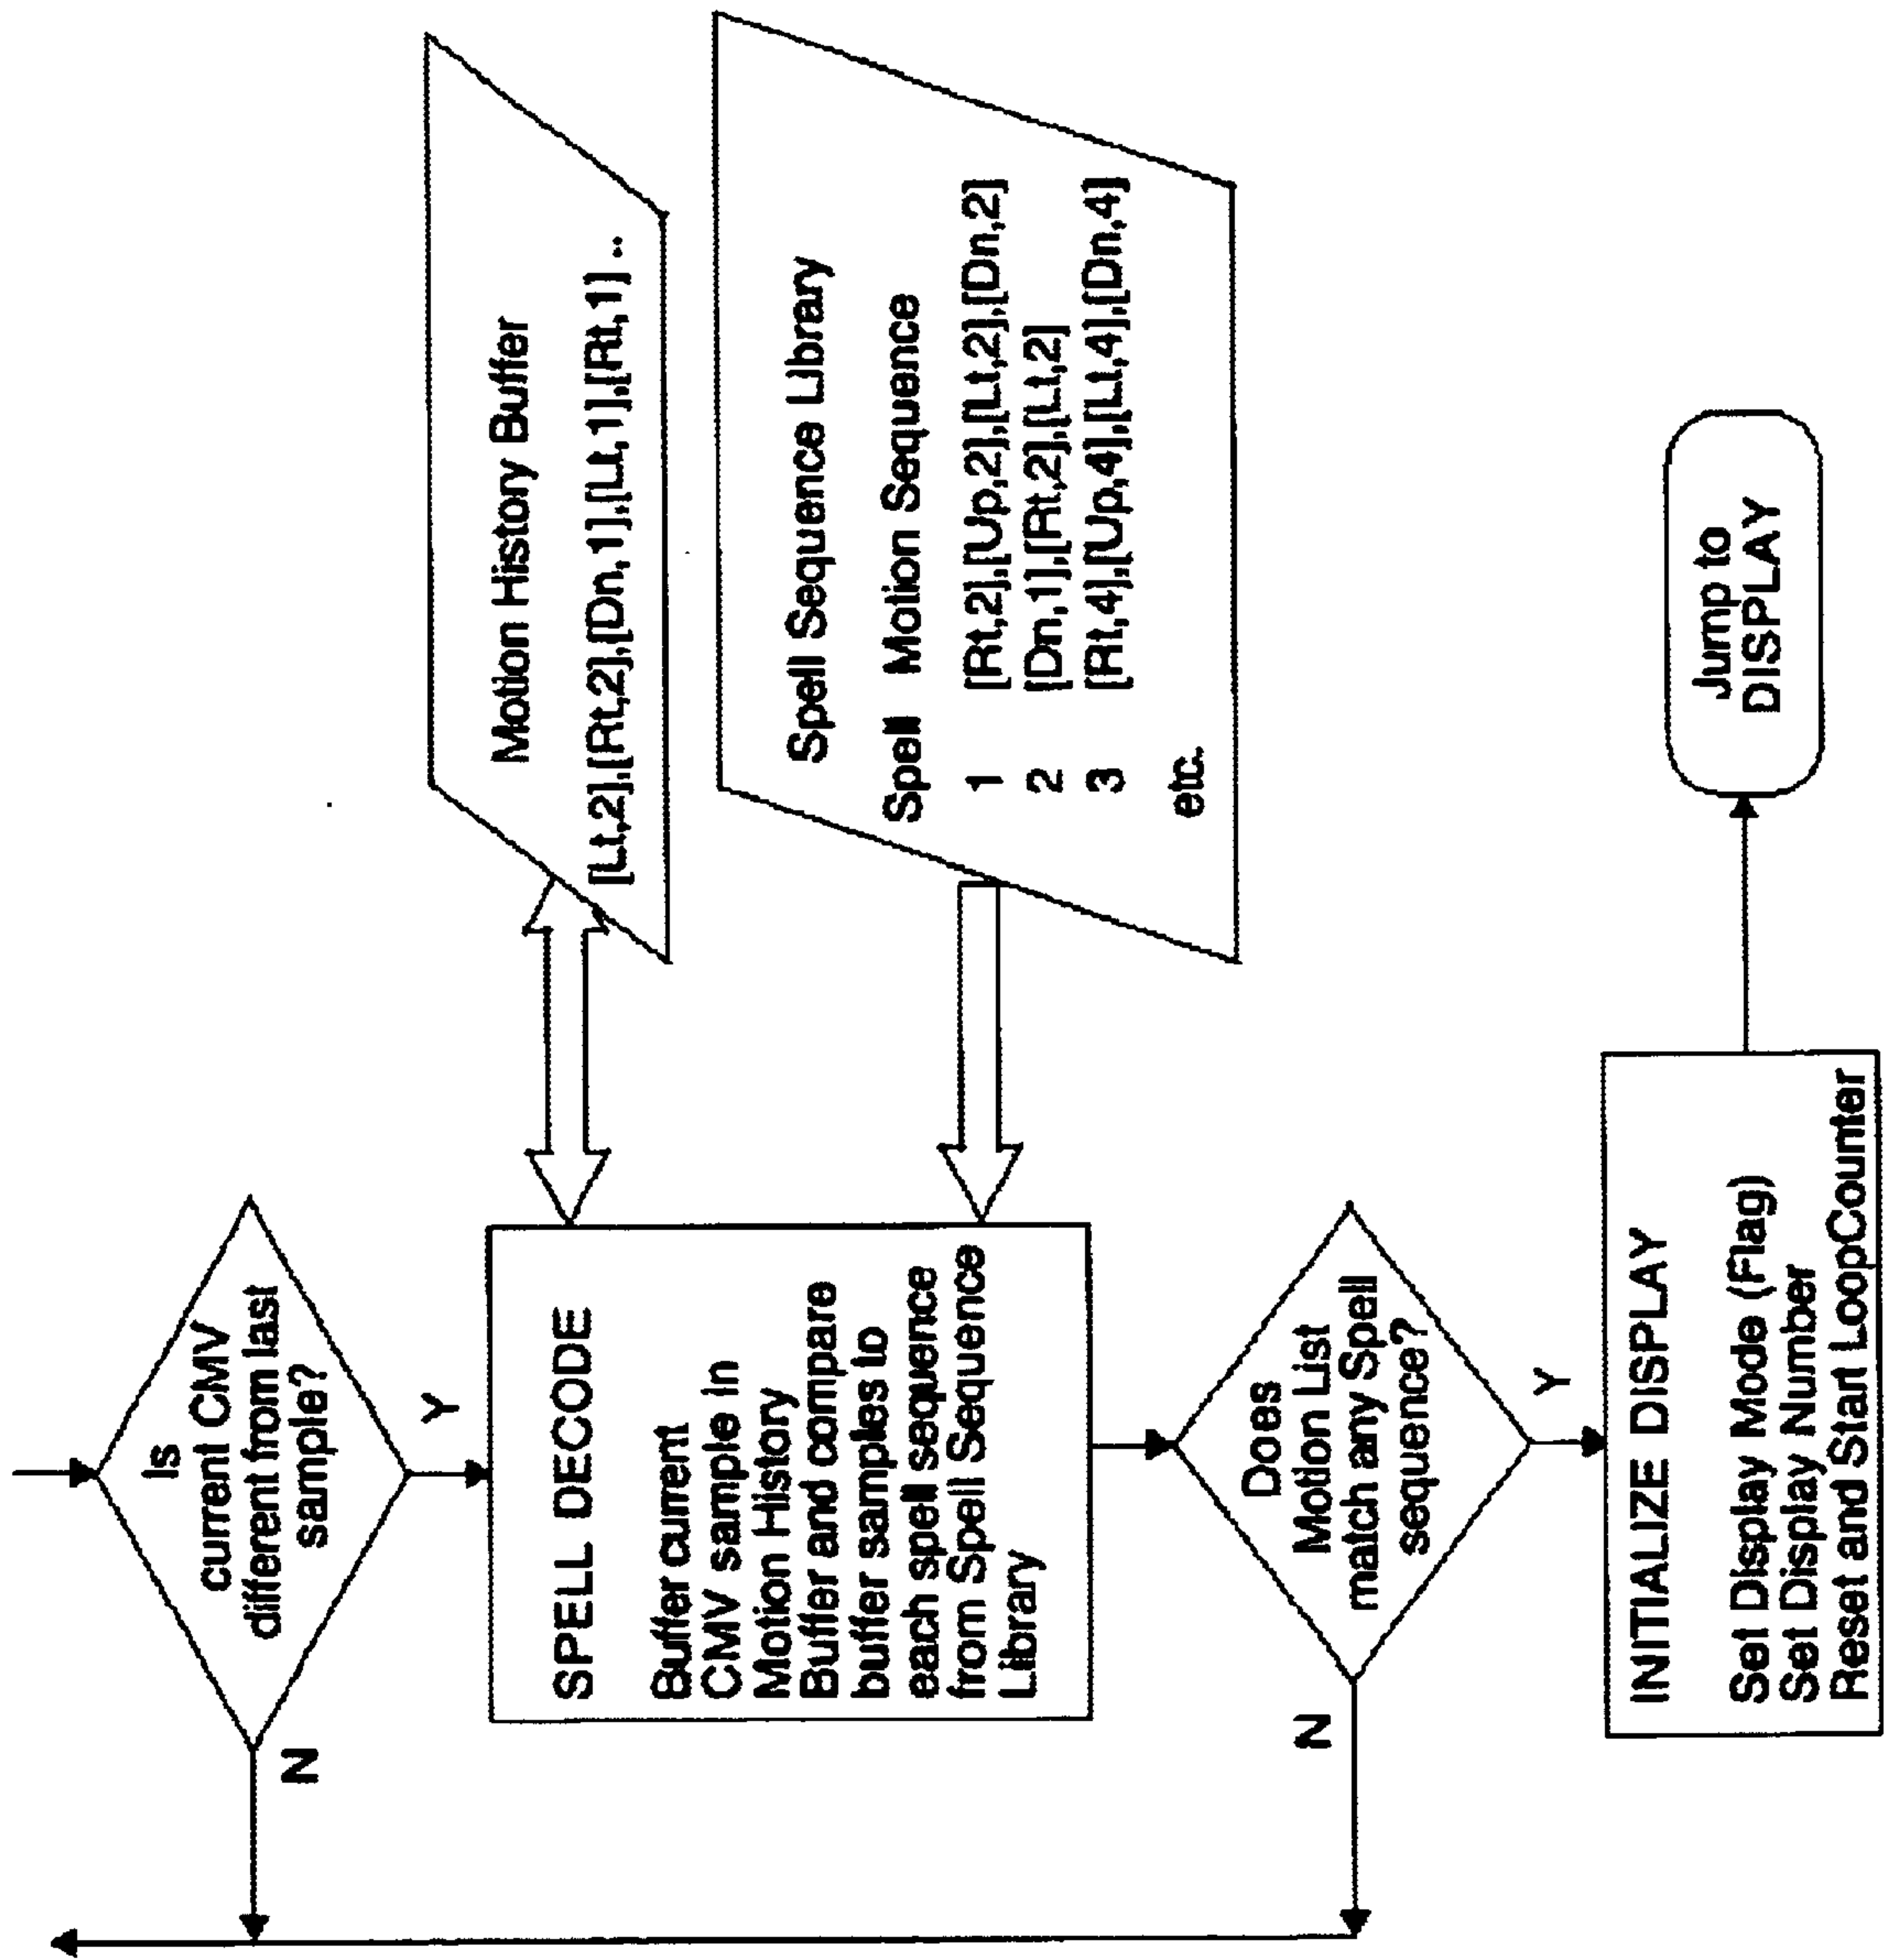 Is
current CMV
different from last
sample?
N
Y
SPELL DECODE
Buffer current
CMV sample in
Motion History
Buffer and compare
buffer samples to
each spell sequence
from Spell Sequence
Library
Motion History Buffer
[Lt,2],[Rt,2],[Dn,1],[Lt,1],[Rt,1] ..
Spell Sequence Library
Spell Motion Sequence
1 [Rt,2],[Up,2],[Lt,2],[Dn,2]
2 [Dn,1],[Rt,2],[Lt,2]
3 [Rt,4],[Up,4],[Lt,4],[Dn,4]
etc.
Does
Motion List
match any Spell
sequence?
N
Y
INITIALIZE DISPLAY
Set Display Mode (Flag)
Set Display Number
Reset and Start LoopCounter
Jump to
DISPLAY